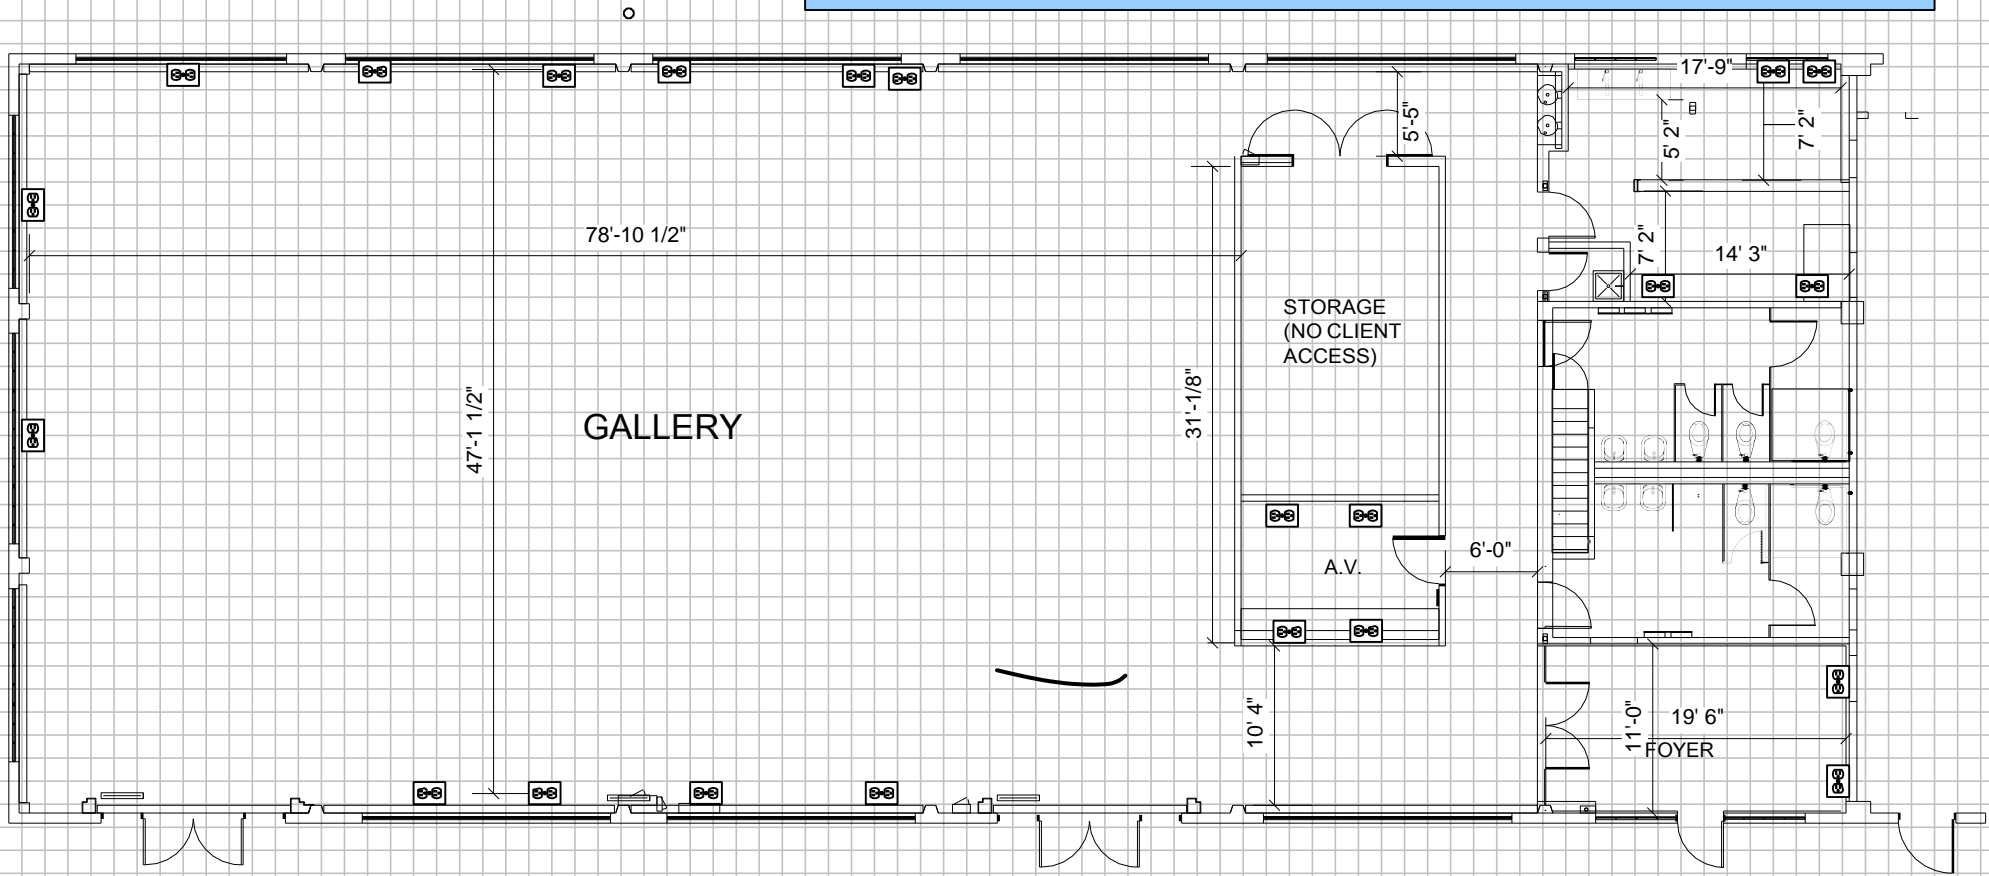 17'-9"
5'-5"
5' 2"
7' 2"
78'-10 1/2"
7' 2"
14' 3"
STORAGE
(NO CLIENT
ACCESS)
47'-1 1/2"
31'-1/8"
GALLERY
6'-0"
A.V.
10' 4"
11'-0"
19' 6"
FOYER